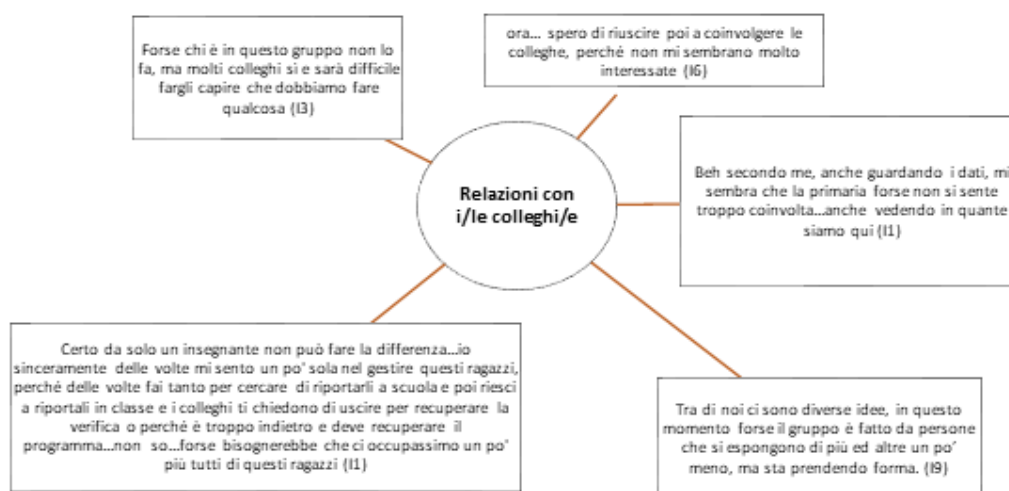 Forse chi è in questo gruppo non lo
fa, ma molti colleghi si e sarà difficile
fargli capire che dobbiamo fare
qualcosa (I3)
ora... spero di riuscire poi a coinvolgere le
colleghe, perché non mi sembrano molto
interessate (I6)
Beh secondo me, anche guardando i dati, mi
sembra che la primaria forse non si sente
troppo coinvolta...anche vedendo in quante
siamo qui (I1)
Relazioni con
i/le colleghi/e
Certo da solo un insegnante non può fare la differenza...io
sinceramente delle volte mi sento un po' sola nel gestire questi ragazzi,
perché delle volte fai tanto per cercare di riportarli a scuola e poi riesci
a riportali in classe e i colleghi ti chiedono di uscire per recuperare la
verifica o perché è troppo indietro e deve recuperare il
programma...non so...forse bisognerebbe che ci occupassimo un po'
più tutti di questi ragazzi (I1)
Tra di noi ci sono diverse idee, in questo
momento forse il gruppo è fatto da persone
che si espongono di più ed altre un po'
meno, ma sta prendendo forma. (I9)